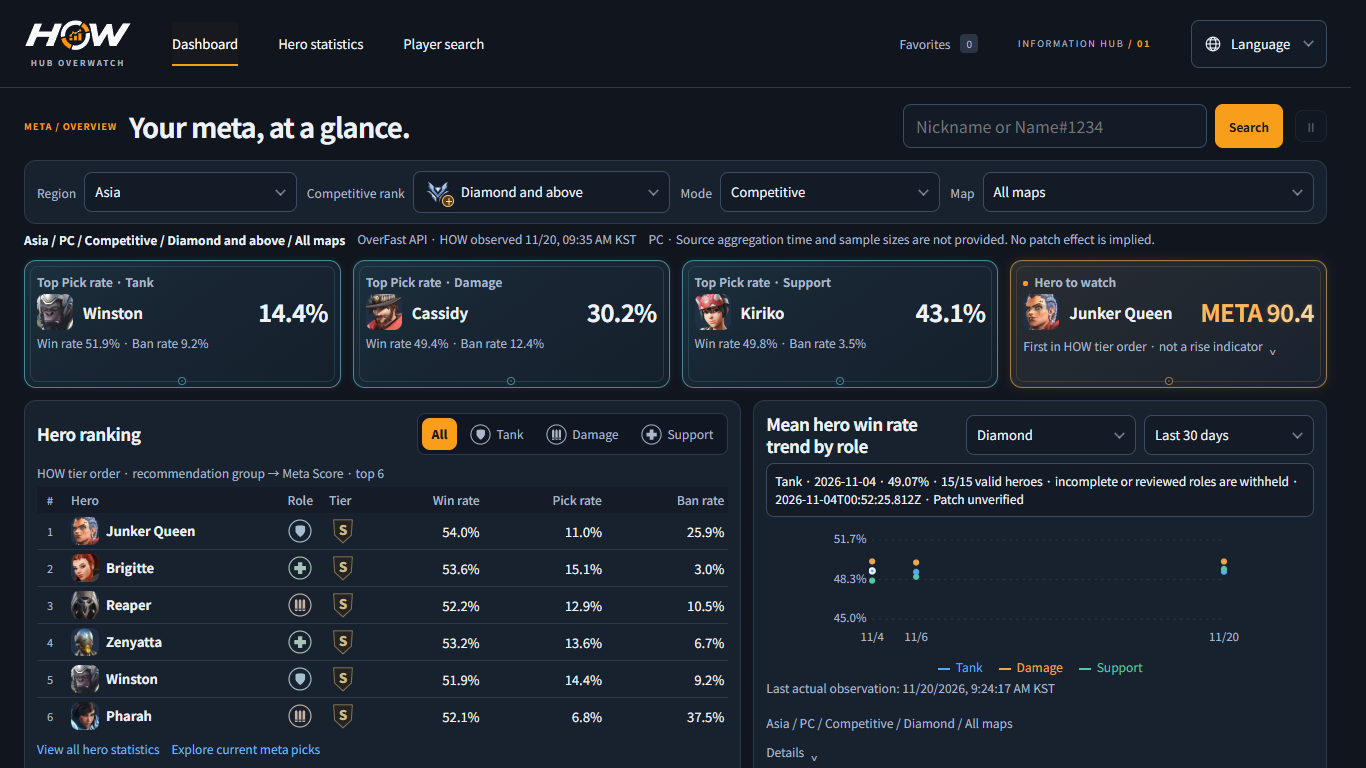 HOW
HUB OVERWATCH
Dashboard
Hero statistics
Player search
Favorites 0
INFORMATION HUB / 01
Language
META / OVERVIEW
Your meta, at a glance.
Nickname or Name#1234
Search
Region
Asia
Competitive rank
Diamond and above
Mode
Competitive
Map
All maps
Asia / PC / Competitive / Diamond and above / All maps
OverFast API · HOW observed 11/20, 09:35 AM KST
PC · Source aggregation time and sample sizes are not provided. No patch effect is implied.
Top Pick rate · Tank
Winston
14.4%
Win rate 51.9% · Ban rate 9.2%
Top Pick rate · Damage
Cassidy
30.2%
Win rate 49.4% · Ban rate 12.4%
Top Pick rate · Support
Kiriko
43.1%
Win rate 49.8% · Ban rate 3.5%
Hero to watch
Junker Queen
META 90.4
First in HOW tier order · not a rise indicator
Hero ranking
All
Tank
Damage
Support
HOW tier order · recommendation group → Meta Score · top 6
# Hero Role Tier Win rate Pick rate Ban rate
1 Junker Queen S 54.0% 11.0% 25.9%
2 Brigitte S 53.6% 15.1% 3.0%
3 Reaper S 52.2% 12.9% 10.5%
4 Zenyatta S 53.2% 13.6% 6.7%
5 Winston S 51.9% 14.4% 9.2%
6 Pharah S 52.1% 6.8% 37.5%
View all hero statistics
Explore current meta picks
Mean hero win rate
trend by role
Diamond
Last 30 days
Tank · 2026-11-04 · 49.07% · 15/15 valid heroes · incomplete or reviewed roles are withheld ·
2026-11-04T00:52:25.812Z · Patch unverified
51.7%
48.3%
45.0%
11/4 11/6 11/20
Tank Damage Support
Last actual observation: 11/20/2026, 9:24:17 AM KST
Asia / PC / Competitive / Diamond / All maps
Details